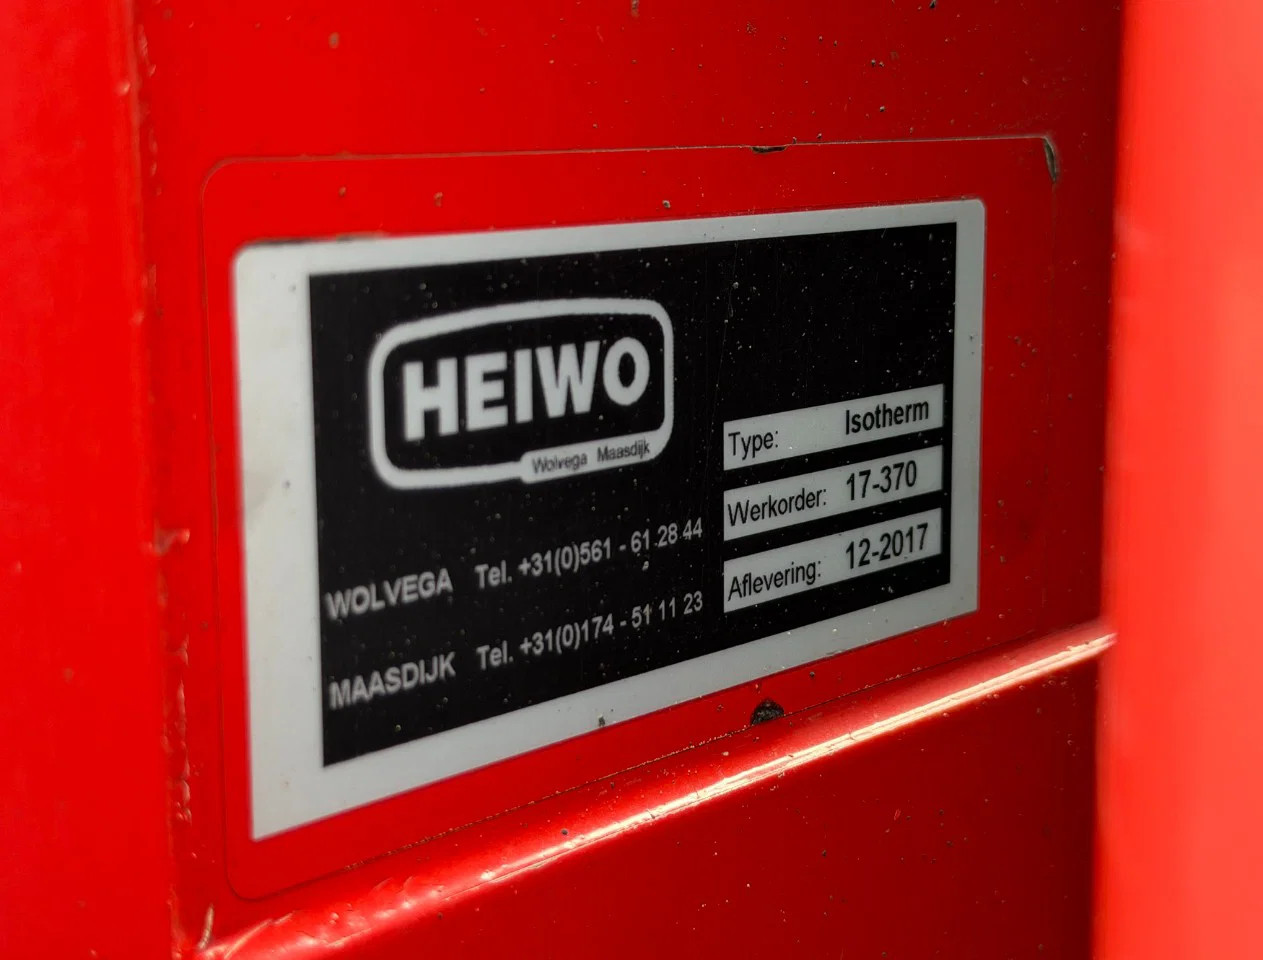 HEIWO
Wolvega Maasdijk
WOLVEGA Tel. +31(0)561 - 61 28 44
MAASDIJK Tel. +31(0)174 - 51 11 23
Type: Isotherm
Werkorder: 17-370
Aflevering: 12-2017